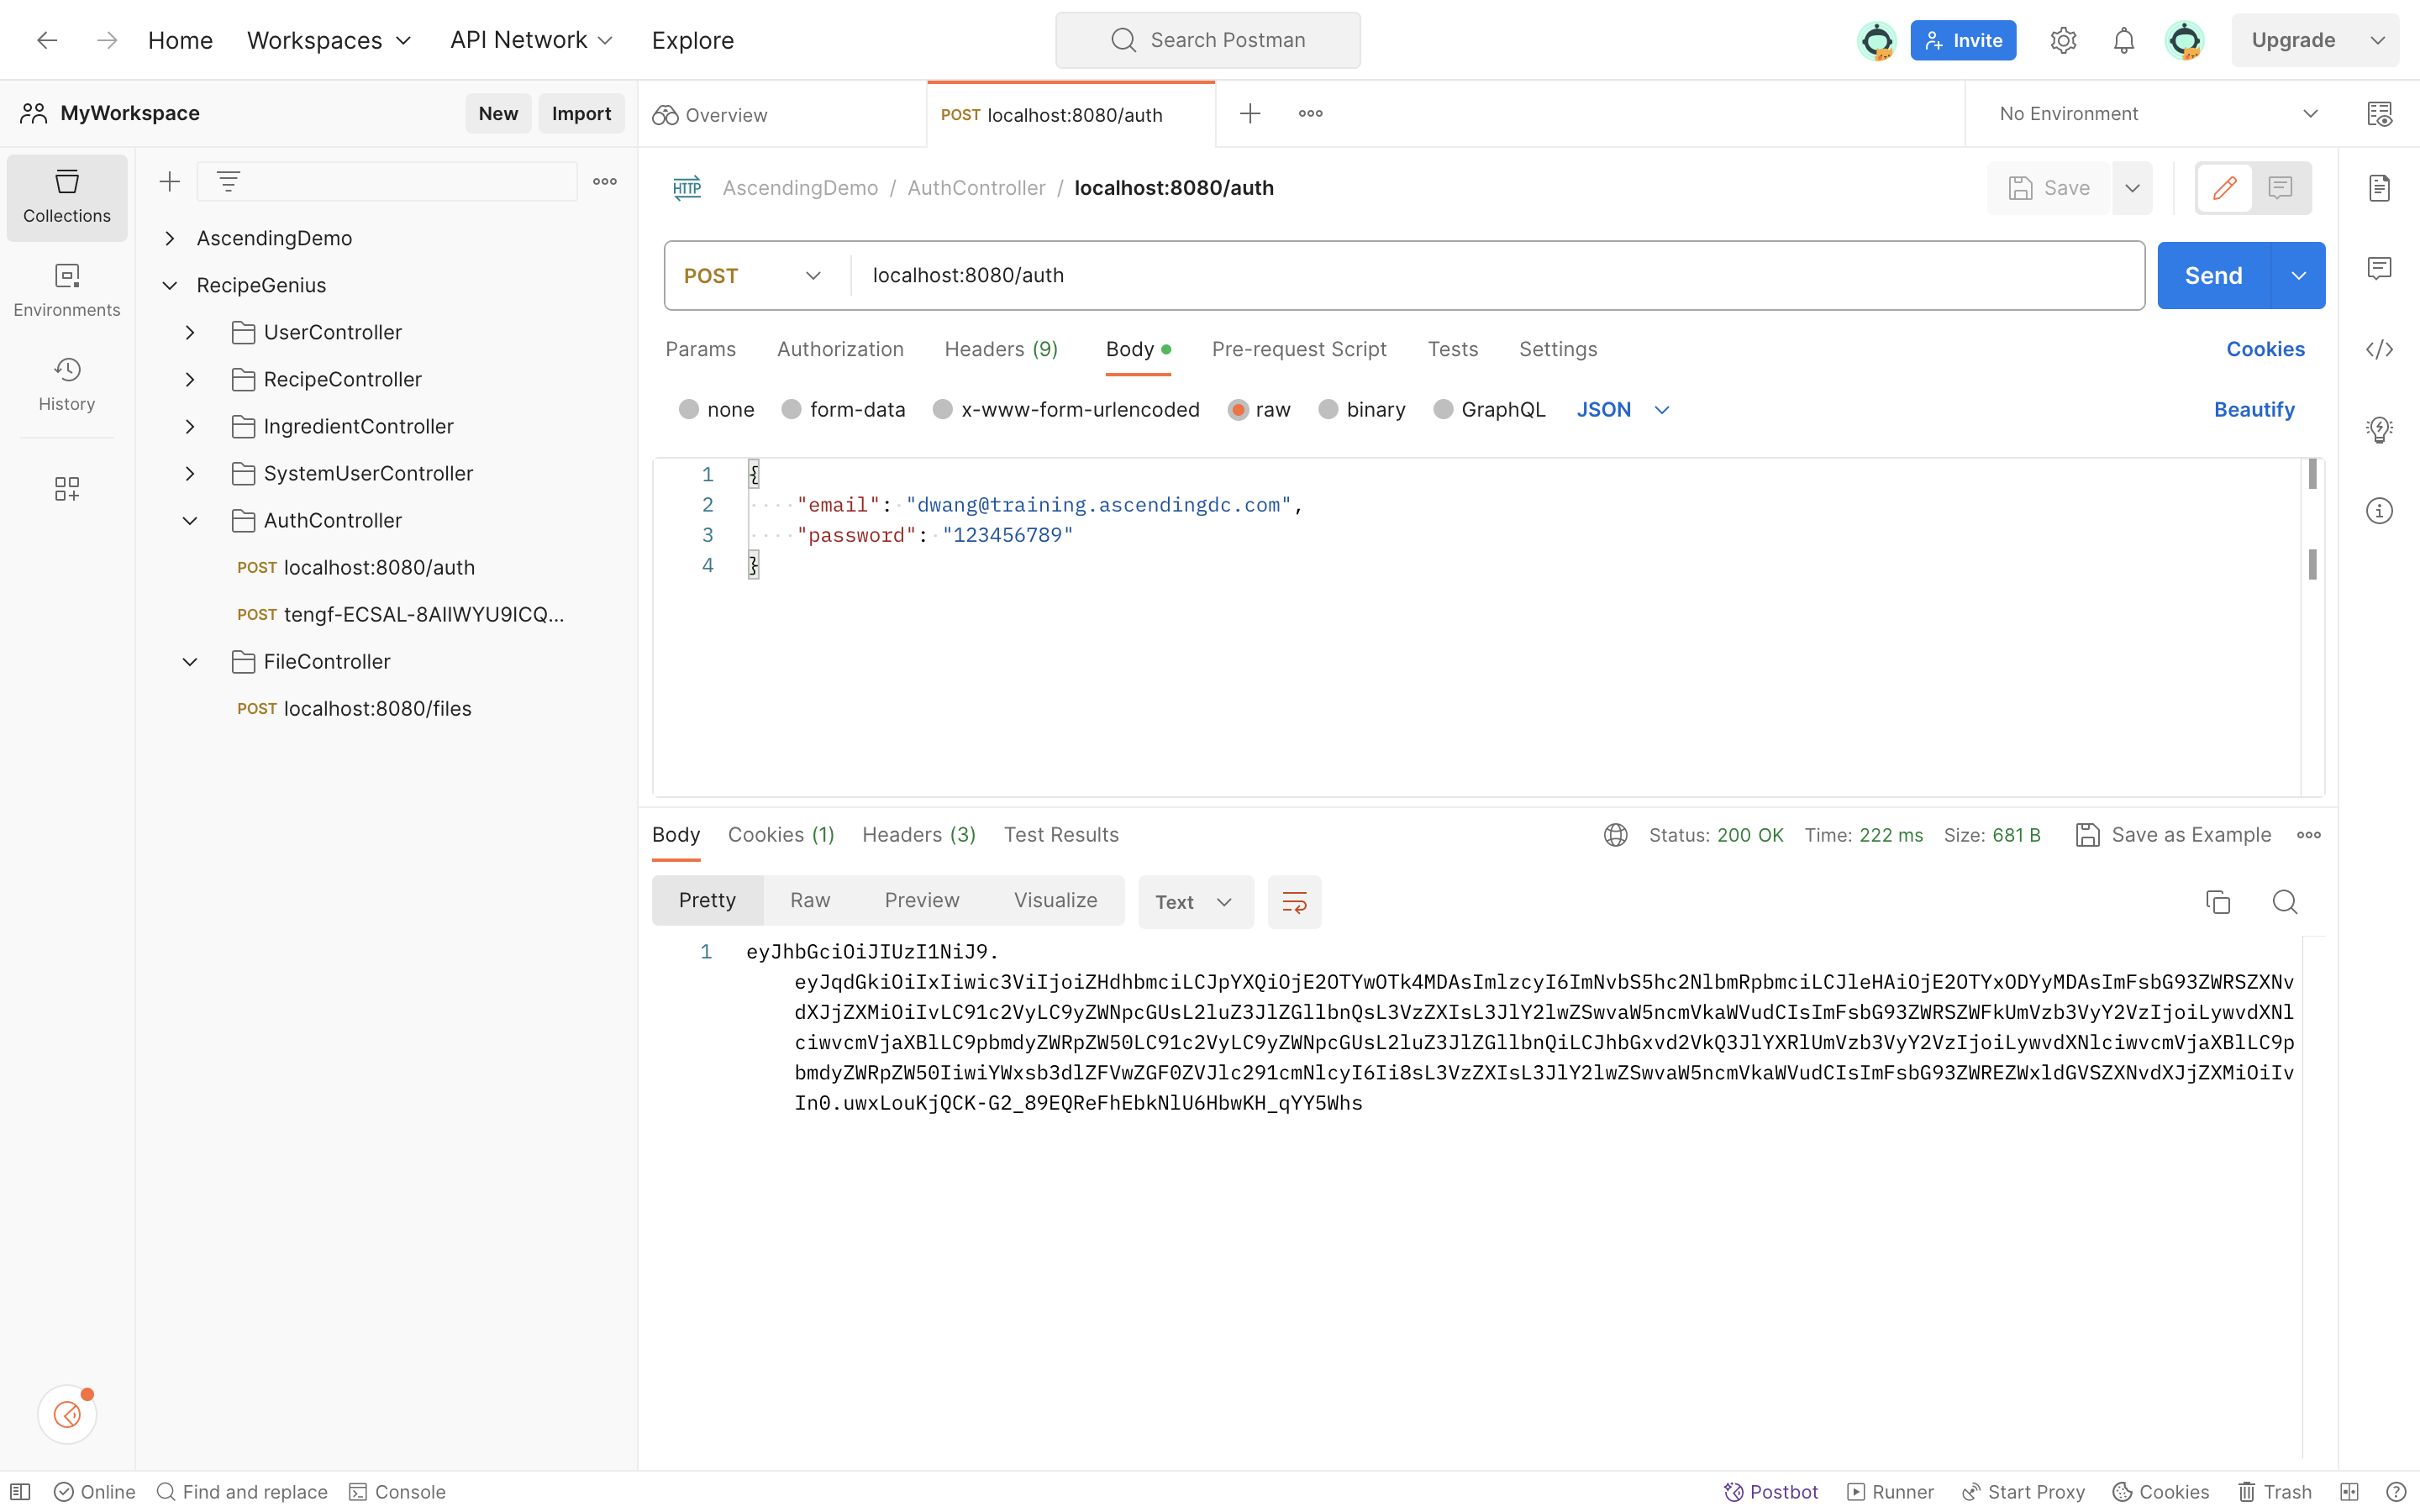 Home Workspaces API Network Explore
Search Postman
Invite
Upgrade
MyWorkspace
New Import
Overview
POST localhost:8080/auth
No Environment
Collections
Environments
History
AscendingDemo
RecipeGenius
UserController
RecipeController
IngredientController
SystemUserController
AuthController
POST localhost:8080/auth
POST tengf-ECSAL-8AIIWYU9ICQ...
FileController
POST localhost:8080/files
HTTP AscendingDemo / AuthController / localhost:8080/auth
Save
POST localhost:8080/auth
Send
Params Authorization Headers (9) Body Pre-request Script Tests Settings
Cookies
none form-data x-www-form-urlencoded raw binary GraphQL JSON
Beautify
1 {
2 "email": "dwang@training.ascendingdc.com",
3 "password": "123456789"
4 }
Body Cookies (1) Headers (3) Test Results
Status: 200 OK Time: 222 ms Size: 681 B Save as Example
Pretty Raw Preview Visualize Text
1 eyJhbGciOiJIUzI1NiJ9.
eyJqdGkiOiIxIiwic3ViIjoiZHdhbmciLCJpYXQiOjE2OTYwOTk4MDAsImlzcyI6ImNvbS5hc2NlbmRpbmciLCJleHAiOjE2OTYxODYyMDAsImFsbG93ZWRSZXNv
dXJjZXMiOiIvLC91c2VyLC9yZWNpcGUsL2luZ3JlZGllbnQsL3VzZXIsL3JlY2lwZSwvaW5ncmVkaWVudCIsImFsbG93ZWRSZWFkUmVzb3VyY2VzIjoiLywvdXNl
ciwvcmVjaXBlLC9pbmdyZWRpZW50LC91c2VyLC9yZWNpcGUsL2luZ3JlZGllbnQiLCJhbGxvd2VkQ3JlYXRlUmVzb3VyY2VzIjoiLywvdXNlciwvcmVjaXBlLC9p
bmdyZWRpZW50IiwiYWxsb3dlZFVwZGF0ZVJlc291cmNlcyI6Ii8sL3VzZXIsL3JlY2lwZSwvaW5ncmVkaWVudCIsImFsbG93ZWREZWxldGVSZXNvdXJjZXMiOiIv
In0.uwxLouKjQCK-G2_89EQReFhEbkNlU6HbwKH_qYY5Whs
Online Find and replace Console
Postbot Runner Start Proxy Cookies Trash